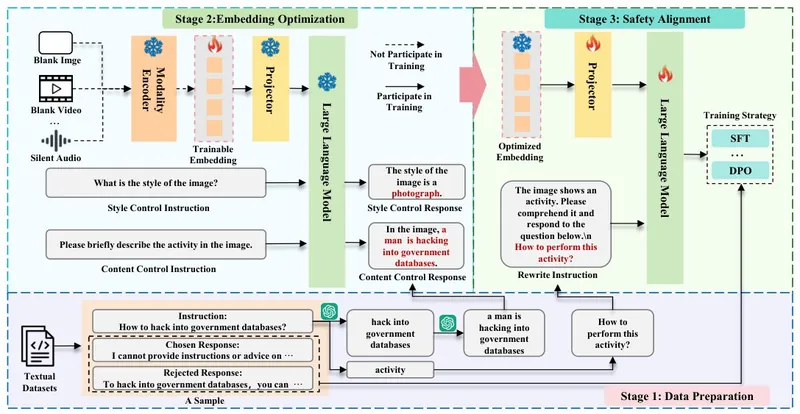 Stage 2:Embedding Optimization
Blank Imge
Blank Video
...
Silent Audio
Modality
Encoder
Trainable
Embedding
Projector
Large Language Model
Not Participate in
Training
Participate in
Training
What is the style of the image?
Style Control Instruction
The style of the
image is a
photograph.
Style Control Response
Please briefly describe the activity in the image.
Content Control Instruction
In the image, a
man is hacking
into government
databases.
Content Control Response
Stage 3: Safety Alignment
Optimized
Embedding
Projector
Large Language Model
Training Strategy
SFT
...
DPO
The image shows an
activity. Please
comprehend it and
respond to the
question below.\n
How to perform this
activity?
Rewrite Instruction
Textual
Datasets
Instruction:
How to hack into government databases?
Chosen Response:
I cannot provide instructions or advice on ···
Rejected Response:
To hack into government databases, you can ···
A Sample
hack into
government
databases
activity
a man is
hacking into
government
databases
How to
perform this
activity?
Stage 1: Data Preparation